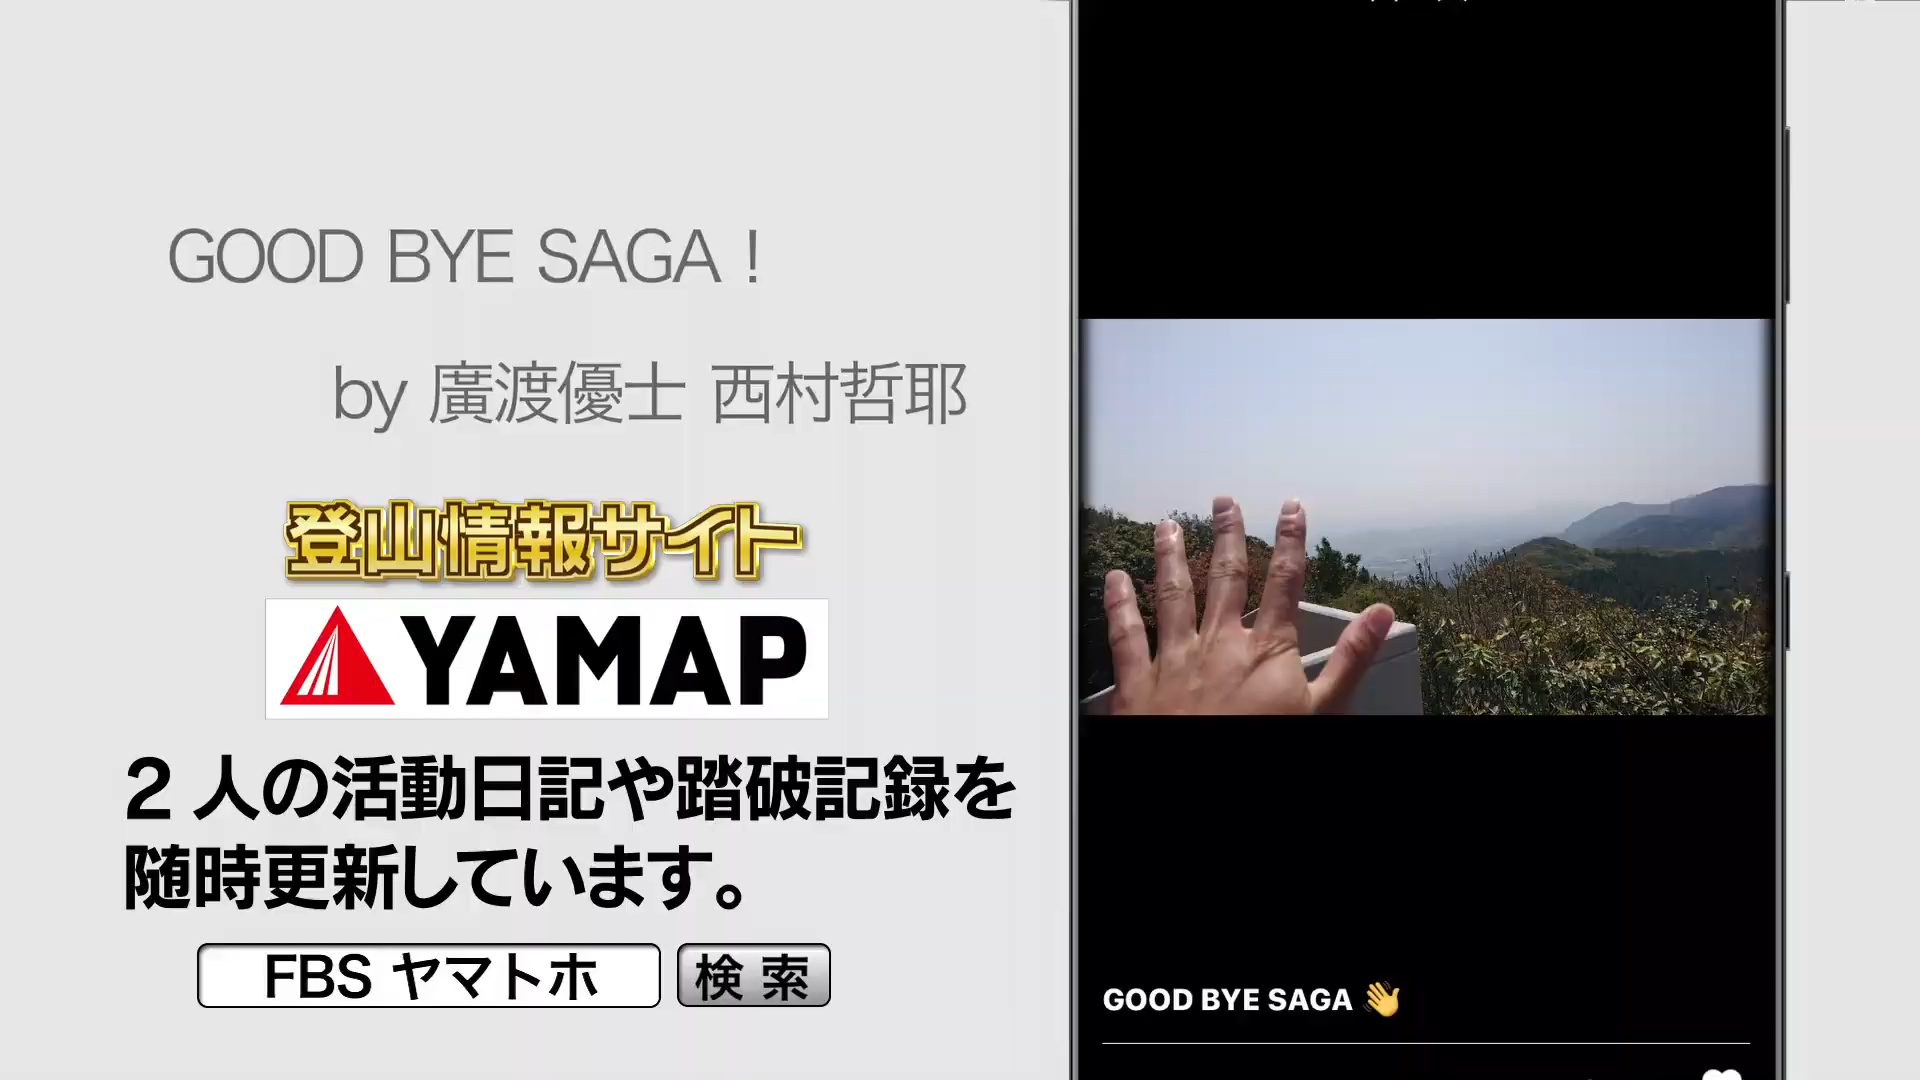 GOOD BYE SAGA！
by 廣渡優士 西村哲耶
登山情報サイト
YAMAP
2人の活動日記や踏破記録を
随時更新しています。
FBS ヤマトホ 検索
GOOD BYE SAGA 👋